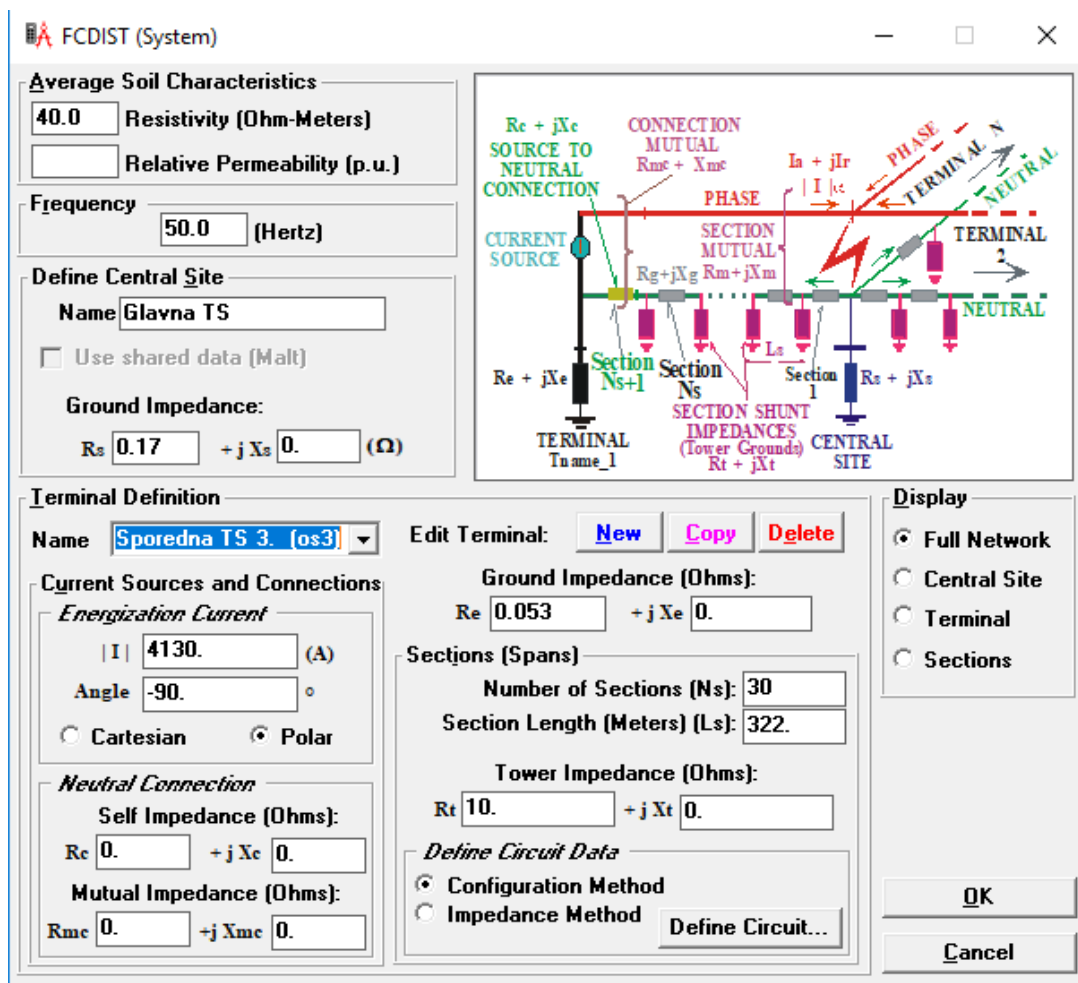 FCDIST (System)
Average Soil Characteristics
40.0 Resistivity (Ohm-Meters)
Relative Permeability (p.u.)
Frequency
50.0 (Hertz)
Define Central Site
Name Glavna TS
Use shared data (Malt)
Ground Impedance:
Rs 0.17 + j Xs 0. (Ω)
Rc + jXc
SOURCE TO
NEUTRAL
CONNECTION
CONNECTION
MUTUAL
Rmc + Xmc
Ia + jIr
| I |∠α
PHASE
TERMINAL N
NEUTRAL
PHASE
CURRENT
SOURCE
SECTION
MUTUAL
Rg+jXg Rm+jXm
TERMINAL
2
NEUTRAL
Ls
Re + jXe
Section
Ns+1
Section
Ns
Section
1
Rs + jXs
SECTION SHUNT
IMPEDANCES
(Tower Grounds)
Rt + jXt
TERMINAL
Tname_1
CENTRAL
SITE
Terminal Definition
Name Sporedna TS 3. (os3)
Edit Terminal: New Copy Delete
Current Sources and Connections
Energization Current
| I | 4130. (A)
Angle -90. °
Cartesian Polar
Neutral Connection
Self Impedance (Ohms):
Rc 0. + j Xc 0.
Mutual Impedance (Ohms):
Rmc 0. +j Xmc 0.
Ground Impedance (Ohms):
Re 0.053 + j Xe 0.
Sections (Spans)
Number of Sections (Ns): 30
Section Length (Meters) (Ls): 322.
Tower Impedance (Ohms):
Rt 10. + j Xt 0.
Define Circuit Data
Configuration Method
Impedance Method
Define Circuit...
Display
Full Network
Central Site
Terminal
Sections
OK
Cancel